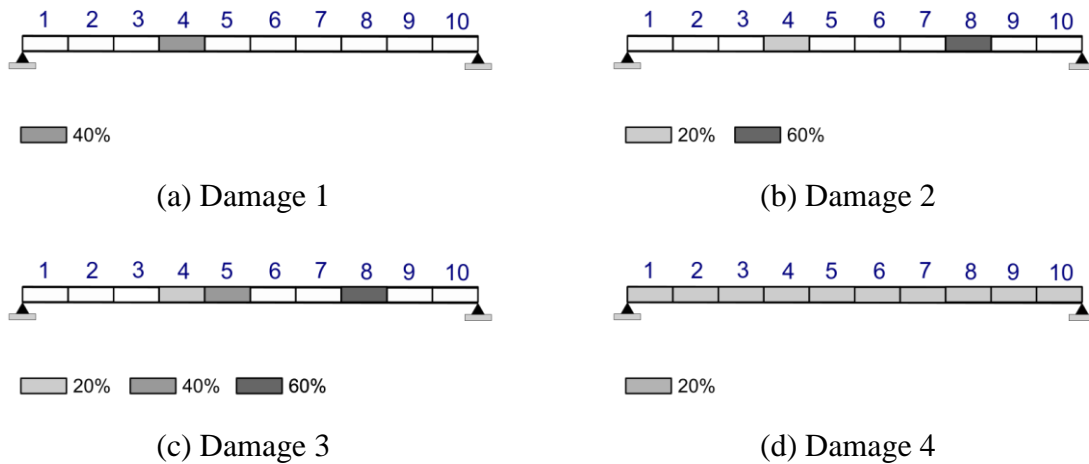 1 2 3 4 5 6 7 8 9 10
40%
(a) Damage 1
1 2 3 4 5 6 7 8 9 10
20% 60%
(b) Damage 2
1 2 3 4 5 6 7 8 9 10
20% 40% 60%
(c) Damage 3
1 2 3 4 5 6 7 8 9 10
20%
(d) Damage 4